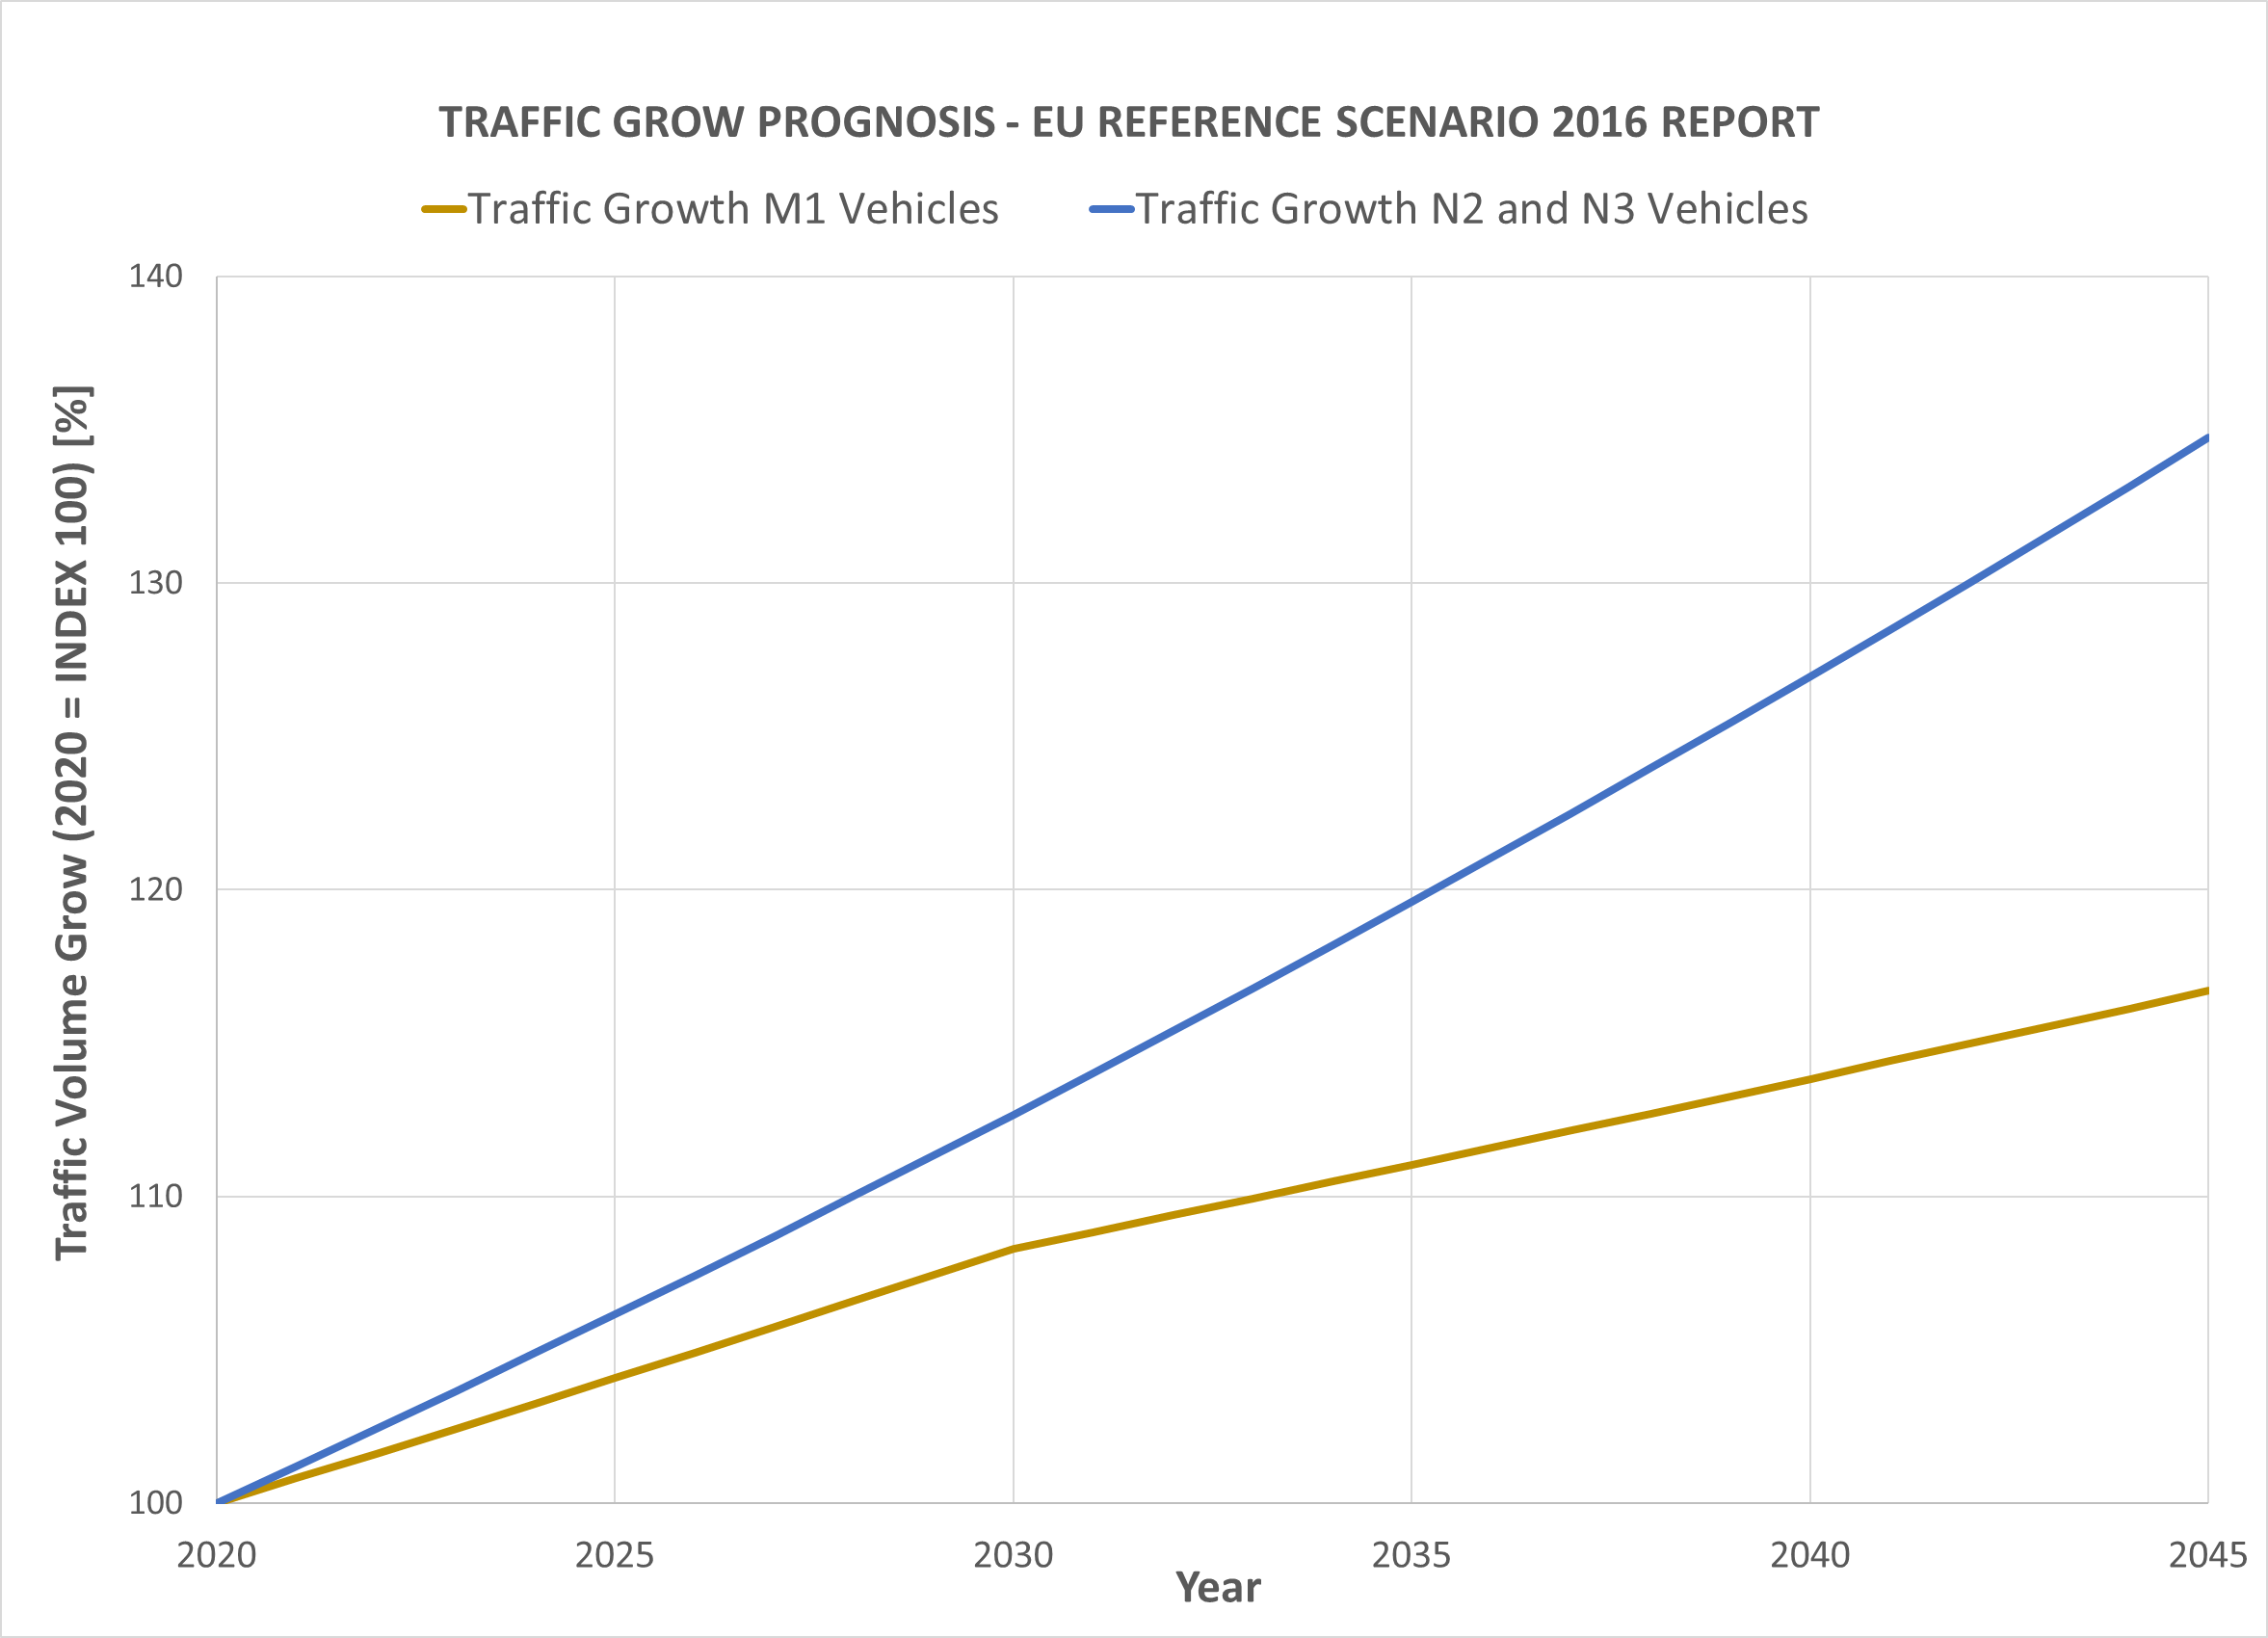 TRAFFIC GROW PROGNOSIS - EU REFERENCE SCENARIO 2016 REPORT
Traffic Growth M1 Vehicles
Traffic Growth N2 and N3 Vehicles
Traffic Volume Grow (2020 = INDEX 100) [%]
140
130
120
110
100
2020
2025
2030
2035
2040
2045
Year